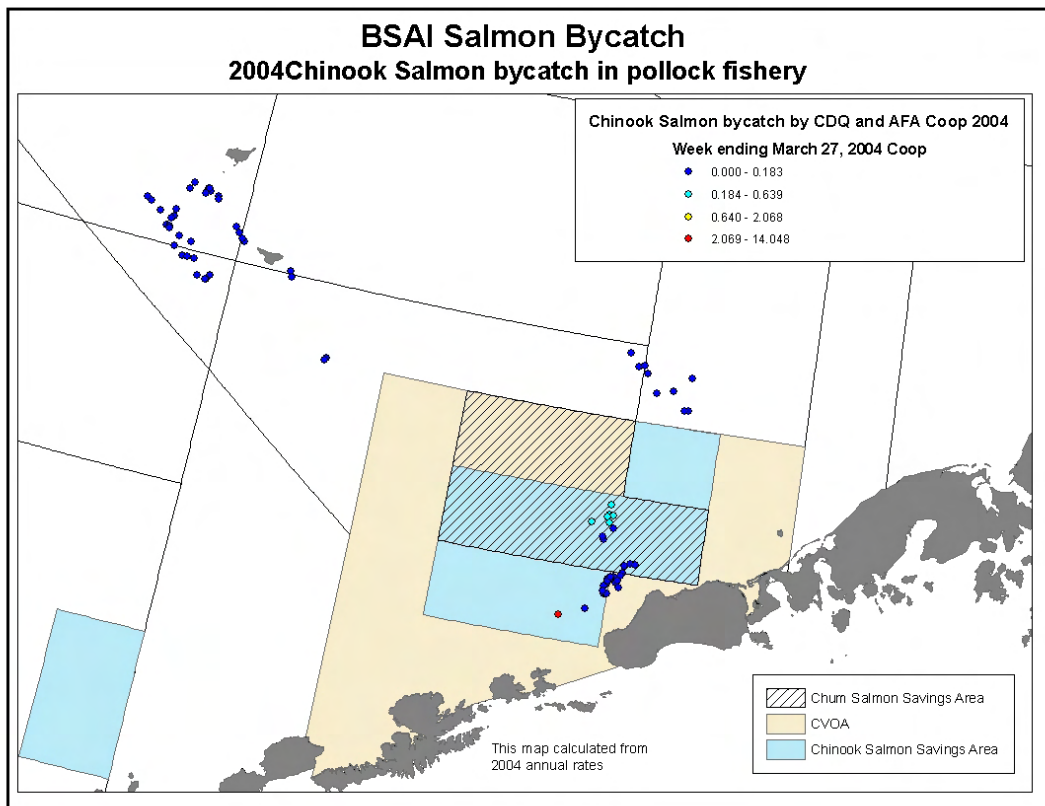 BSAI Salmon Bycatch
2004Chinook Salmon bycatch in pollock fishery
Chinook Salmon bycatch by CDQ and AFA Coop 2004
Week ending March 27, 2004 Coop
0.000 - 0.183
0.184 - 0.639
0.640 - 2.068
2.069 - 14.048
Chum Salmon Savings Area
CVOA
Chinook Salmon Savings Area
This map calculated from
2004 annual rates